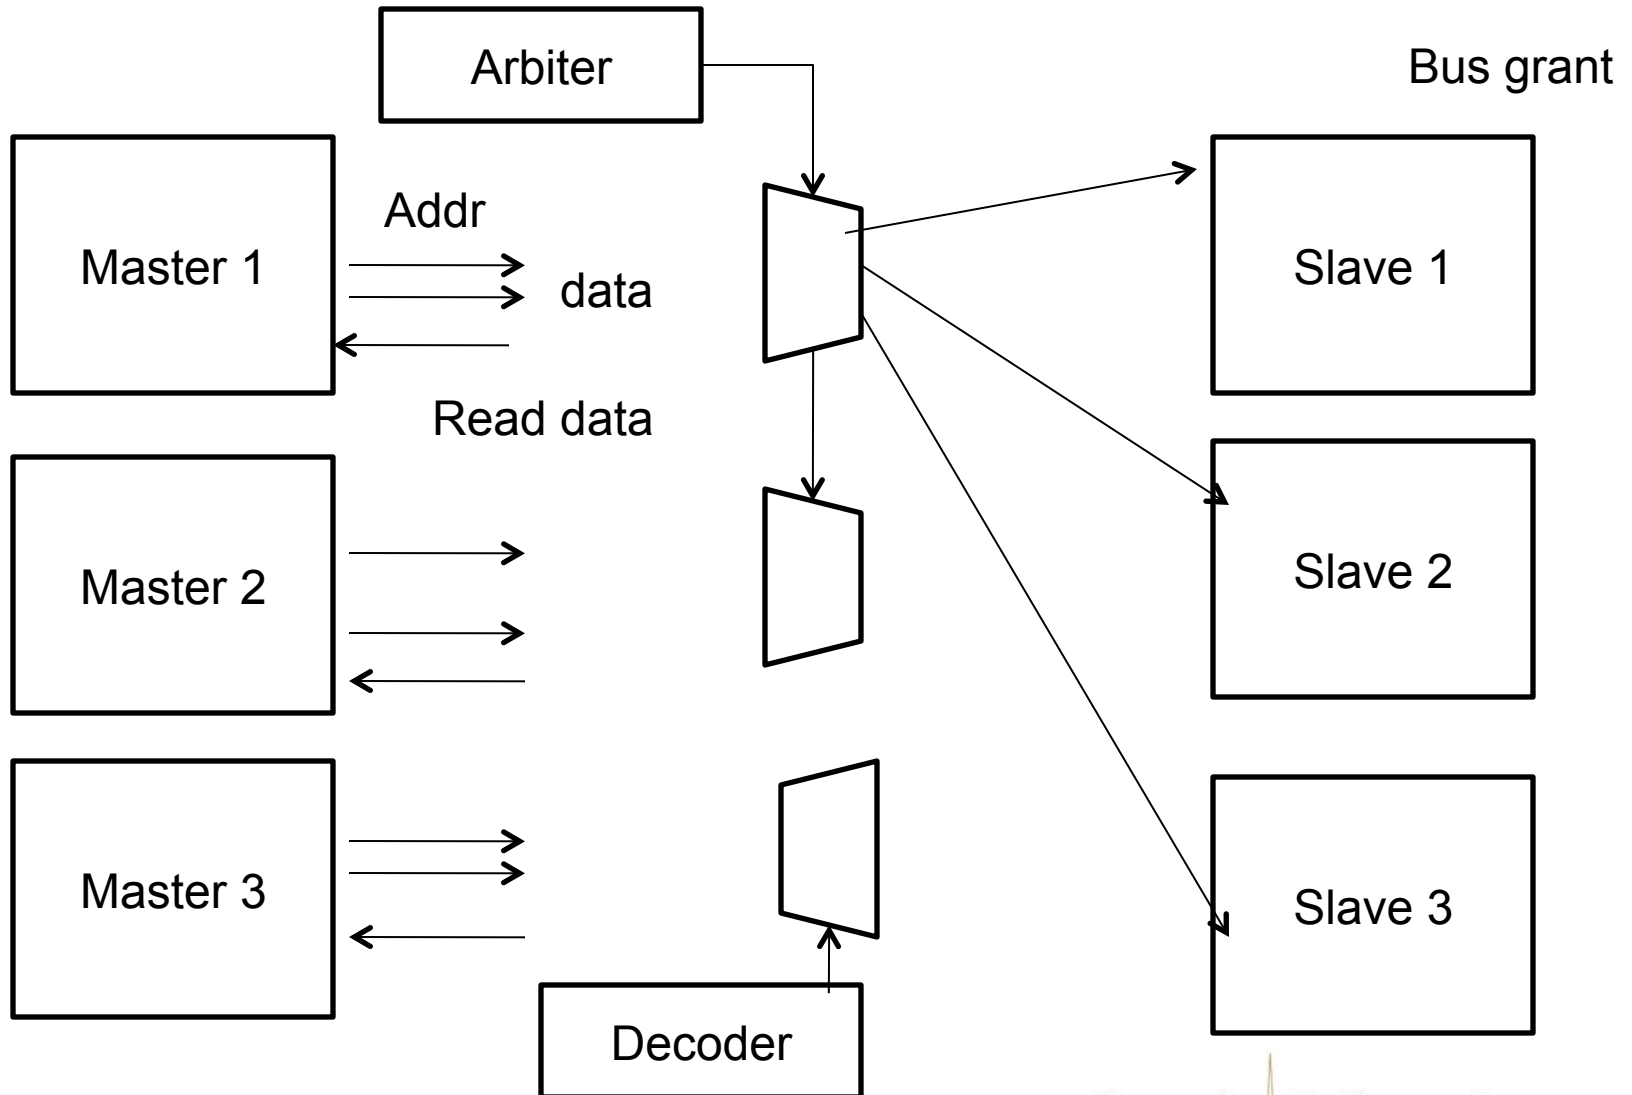 Arbiter
Bus grant
Master 1
Addr
data
Read data
Slave 1
Master 2
Slave 2
Master 3
Slave 3
Decoder